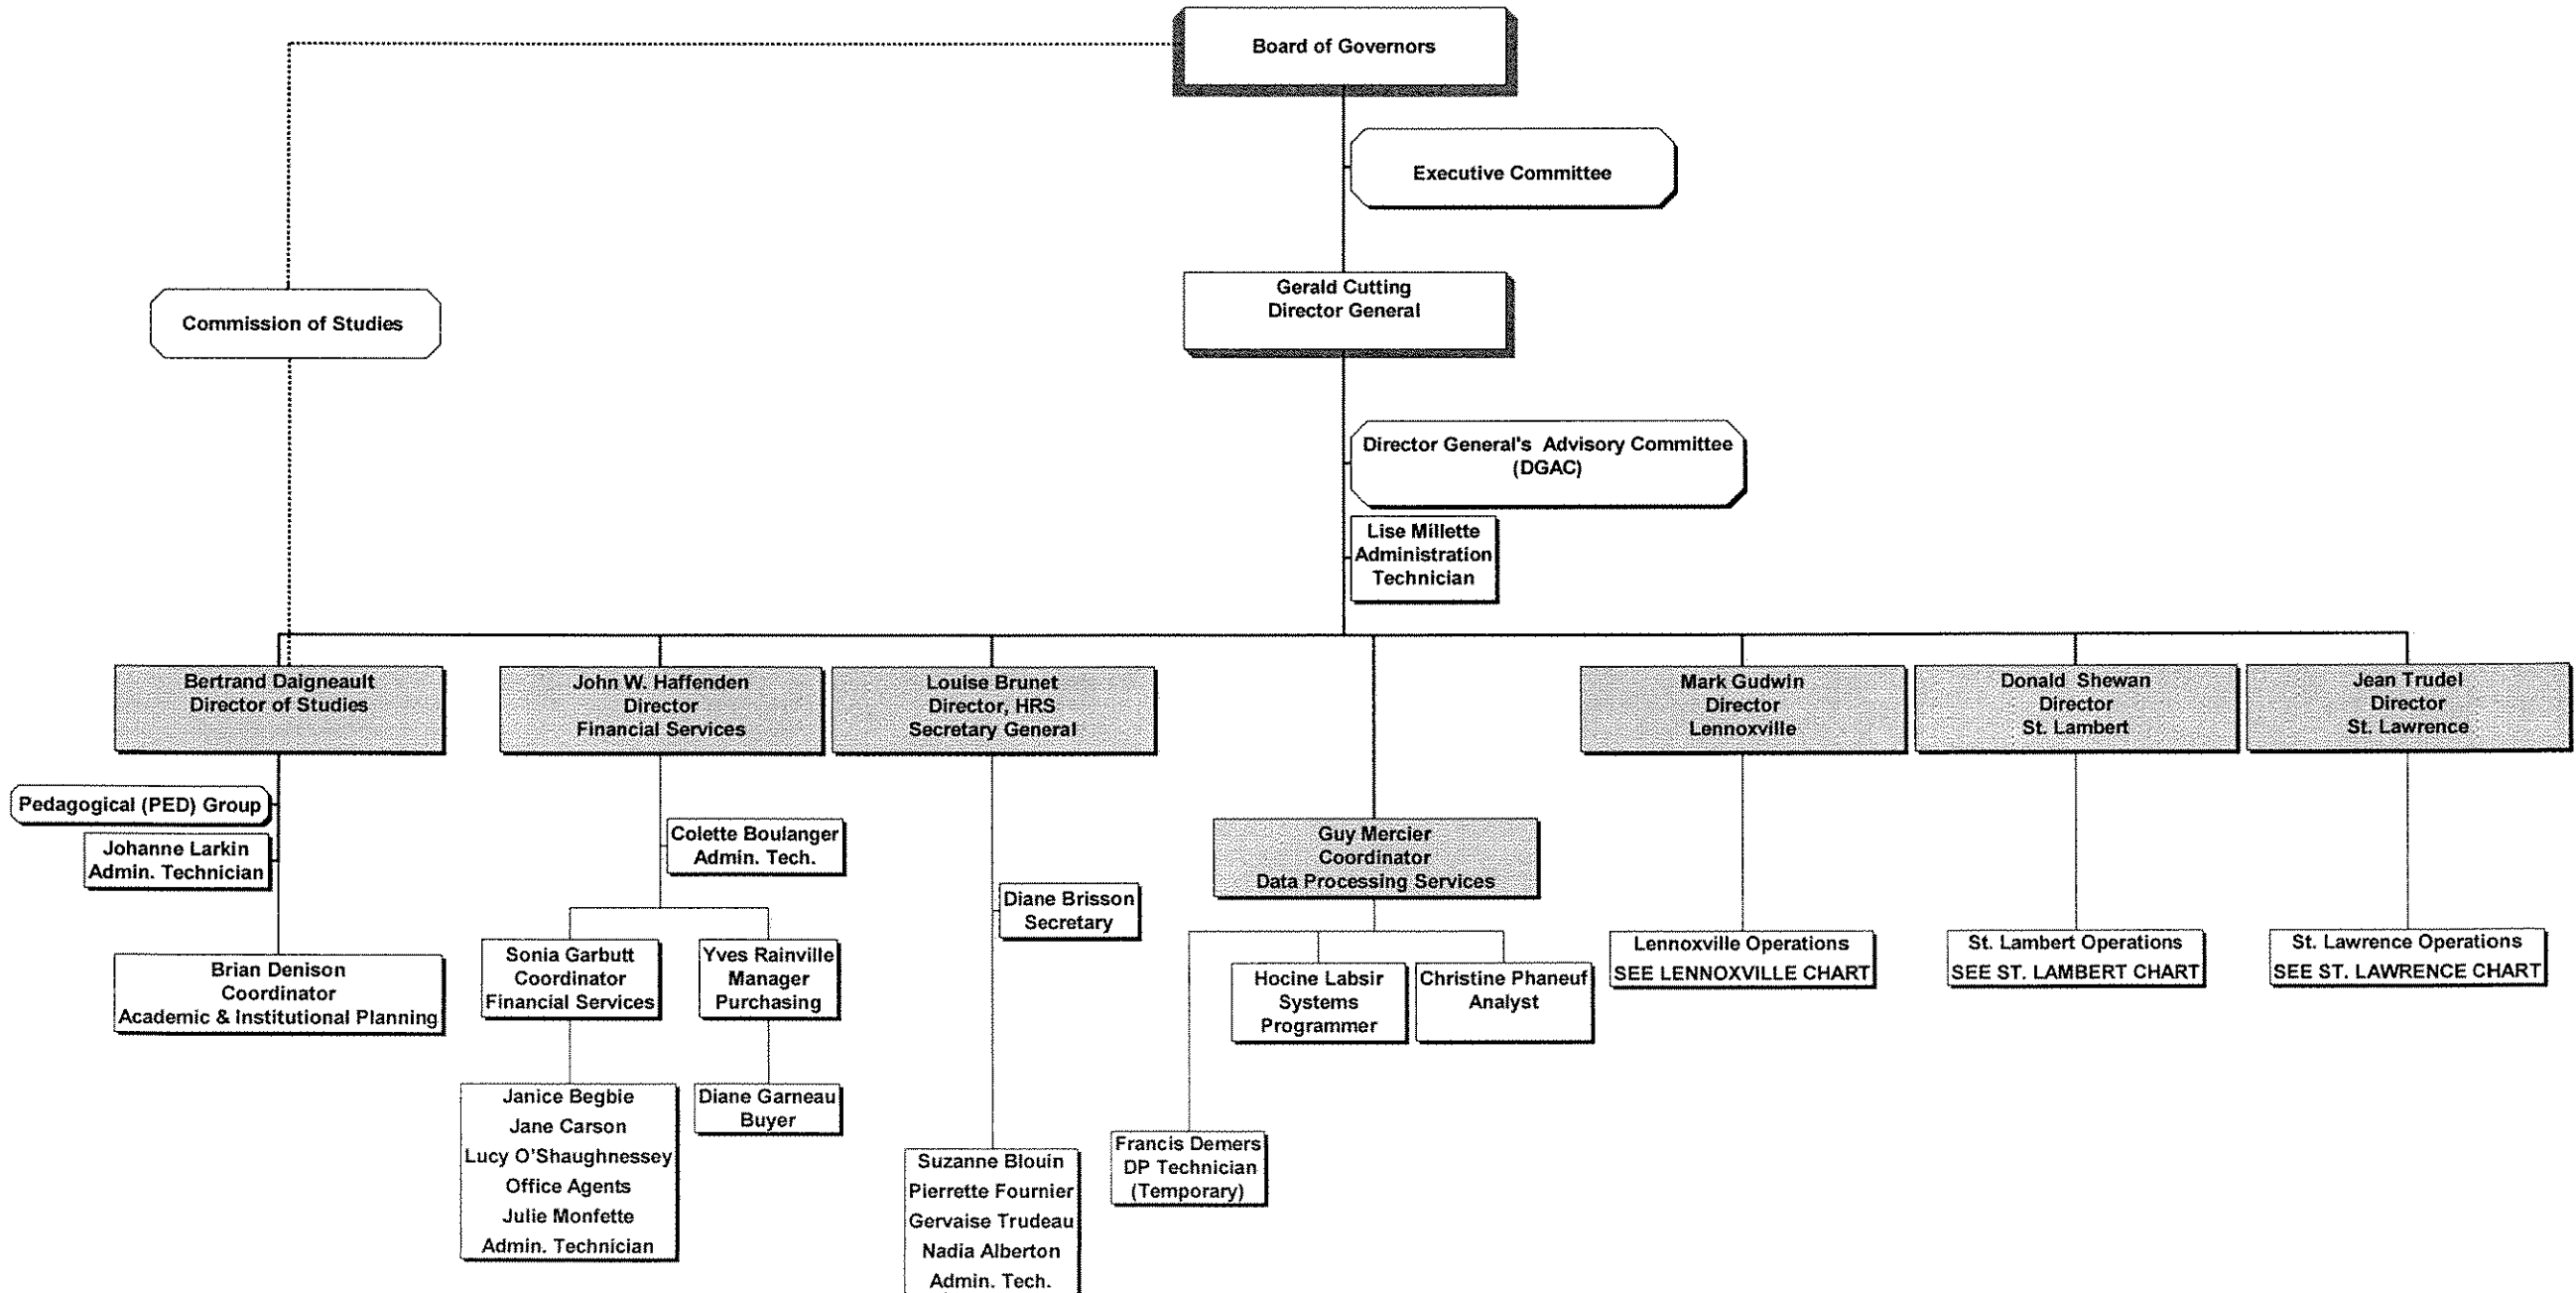 Board of Governors
Executive Committee
Gerald Cutting
Director General
Commission of Studies
Director General's Advisory Committee
(DGAC)
Lise Millette
Administration
Technician
Bertrand Daigneault
Director of Studies
John W. Haffenden
Director
Financial Services
Louise Brunet
Director, HRS
Secretary General
Mark Gudwin
Director
Lennoxville
Donald Shewan
Director
St. Lambert
Jean Trudel
Director
St. Lawrence
Pedagogical (PED) Group
Johanne Larkin
Admin. Technician
Brian Denison
Coordinator
Academic & Institutional Planning
Colette Boulanger
Admin. Tech.
Sonia Garbutt
Coordinator
Financial Services
Yves Rainville
Manager
Purchasing
Janice Begbie
Jane Carson
Lucy O'Shaughnessy
Office Agents
Julie Monfette
Admin. Technician
Diane Garneau
Buyer
Diane Brisson
Secretary
Suzanne Blouin
Pierrette Fournier
Gervaise Trudeau
Nadia Alberton
Admin. Tech.
Guy Mercier
Coordinator
Data Processing Services
Hocine Labsir
Systems
Programmer
Christine Phaneuf
Analyst
Francis Demers
DP Technician
(Temporary)
Lennoxville Operations
SEE LENNOXVILLE CHART
St. Lambert Operations
SEE ST. LAMBERT CHART
St. Lawrence Operations
SEE ST. LAWRENCE CHART